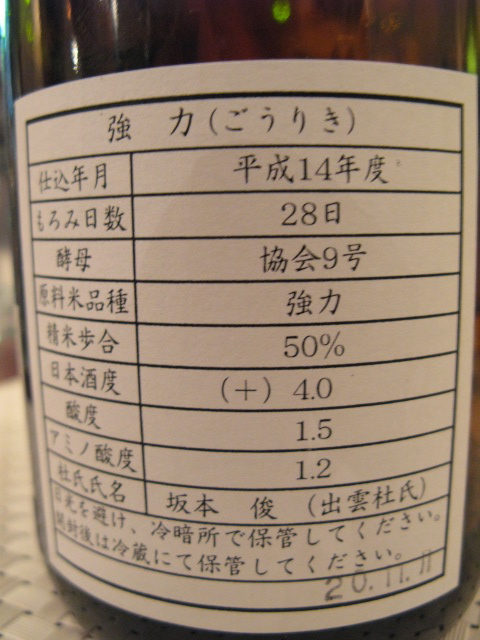 強 力(ごうりき)
仕込年月 平成14年度
もろみ日数 28日
酵母 協会9号
原料米品種 強力
精米歩合 50%
日本酒度 (+) 4.0
酸度 1.5
アミノ酸度 1.2
杜氏氏名 坂本 俊 (出雲杜氏)
日光を避け、冷暗所で保管してください。
開封後は冷蔵にて保管してください。
20.11.11